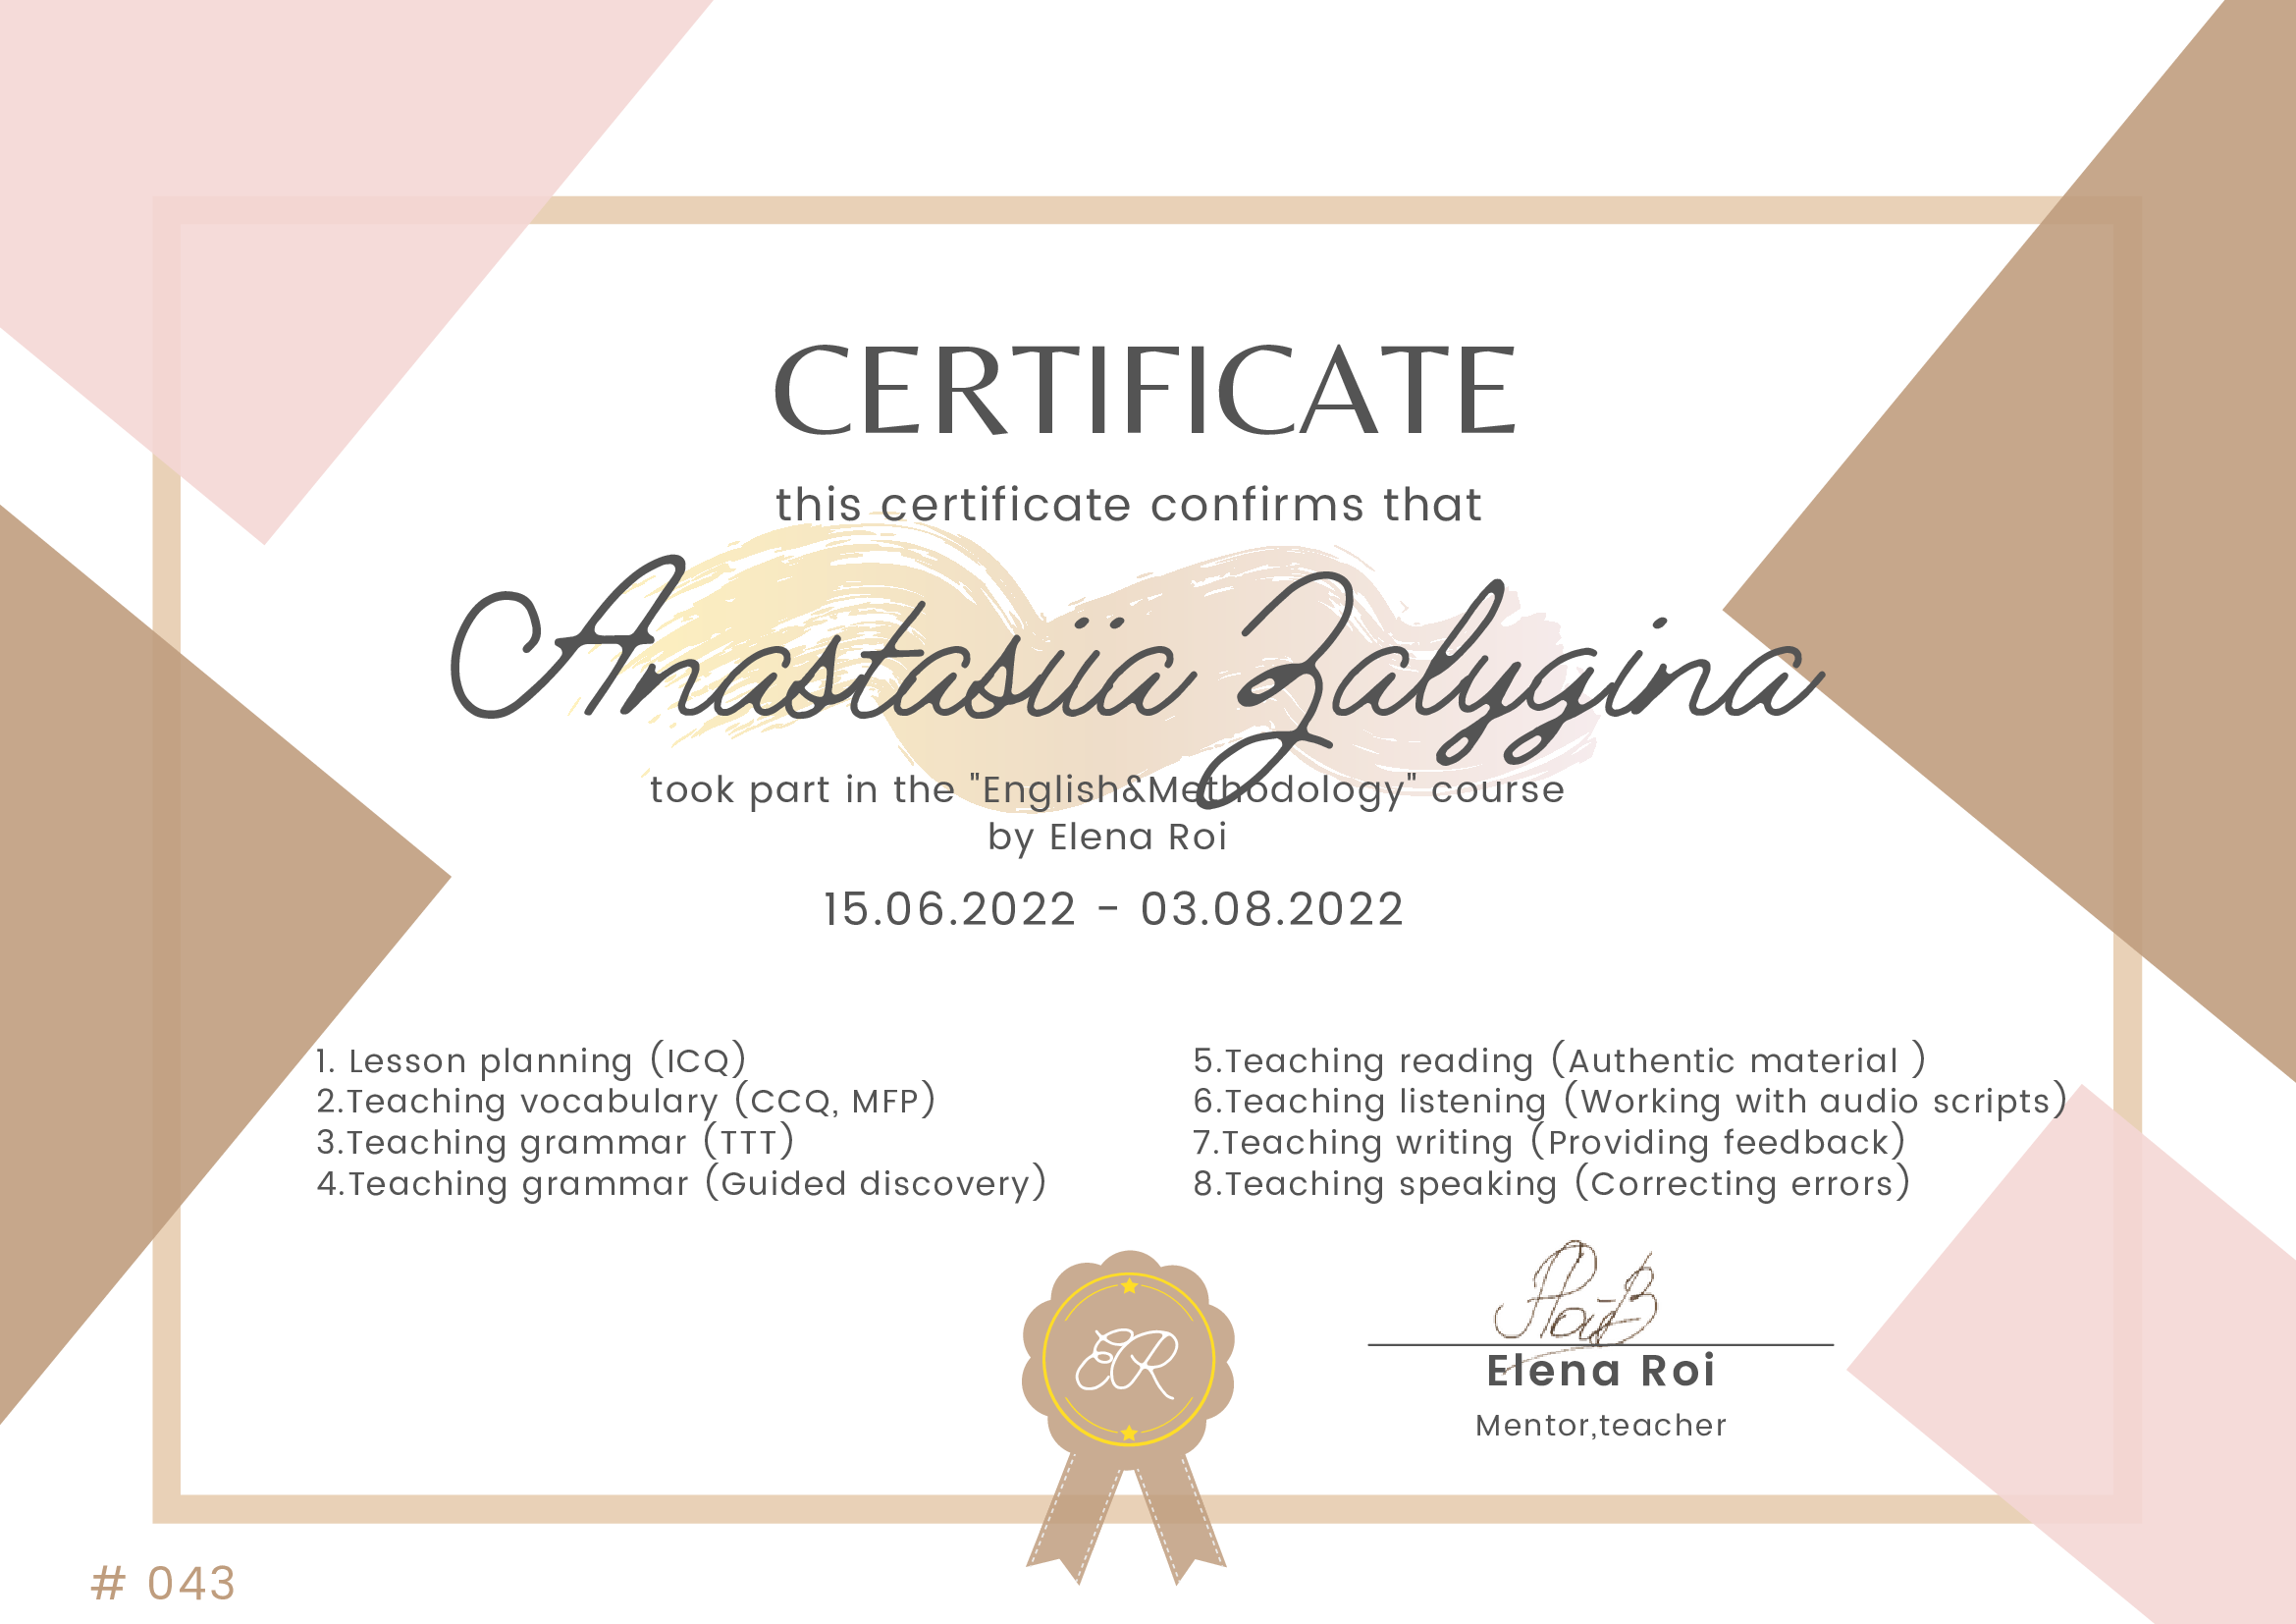 CERTIFICATE
this certificate confirms that
Anastasiia Zalygina
took part in the "English&Methodology" course
by Elena Roi
15.06.2022 - 03.08.2022
1. Lesson planning (ICQ)
2.Teaching vocabulary (CCQ, MFP)
3.Teaching grammar (TTT)
4.Teaching grammar (Guided discovery)
5.Teaching reading (Authentic material )
6.Teaching listening (Working with audio scripts)
7.Teaching writing (Providing feedback)
8.Teaching speaking (Correcting errors)
ER
Elena Roi
Mentor,teacher
# 043